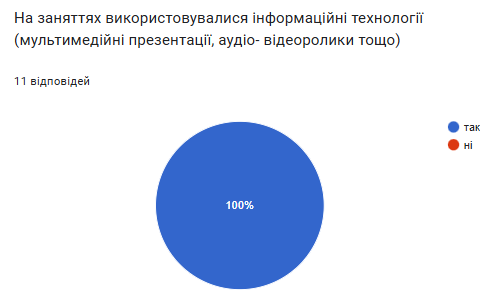 На заняттях використовувалися інформаційні технології
(мультимедійні презентації, аудіо- відеоролики тощо)
11 відповідей
так
ні
100%